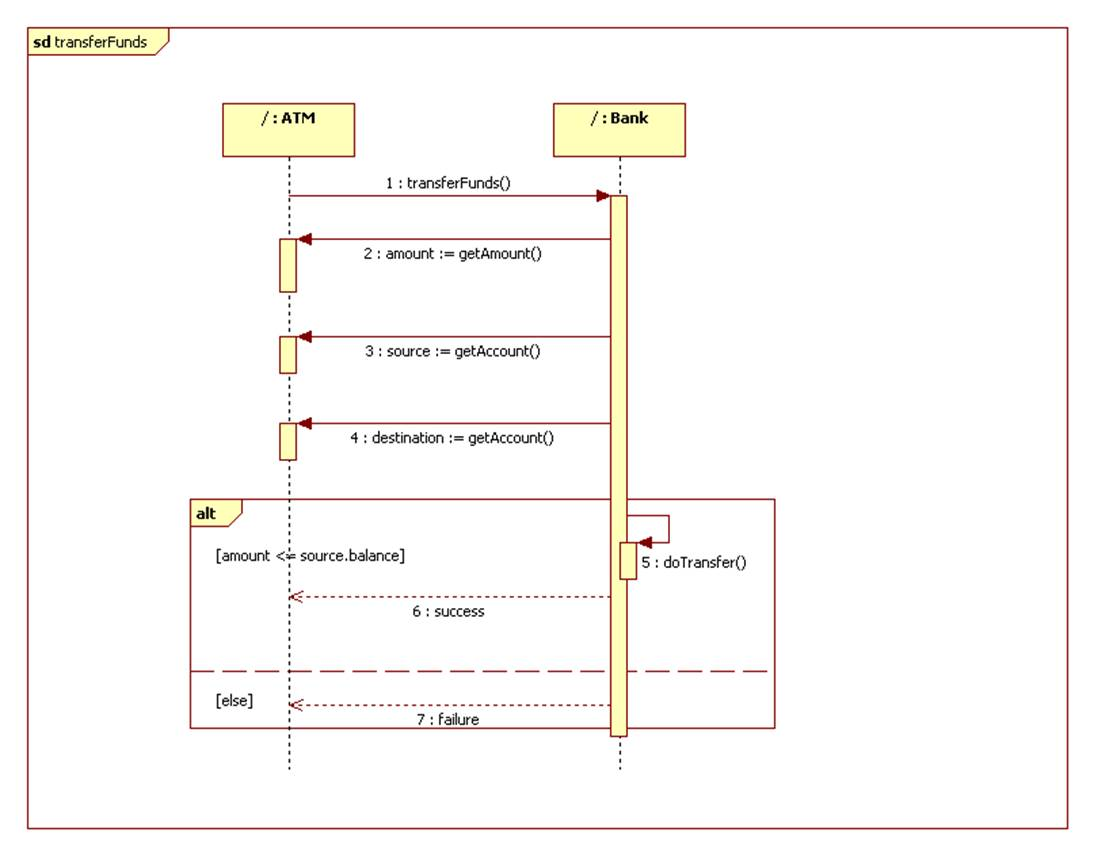 sd transferFunds
/ : ATM
/ : Bank
1 : transferFunds()
2 : amount := getAmount()
3 : source := getAccount()
4 : destination := getAccount()
alt
[amount <= source.balance]
5 : doTransfer()
6 : success
[else]
7 : failure